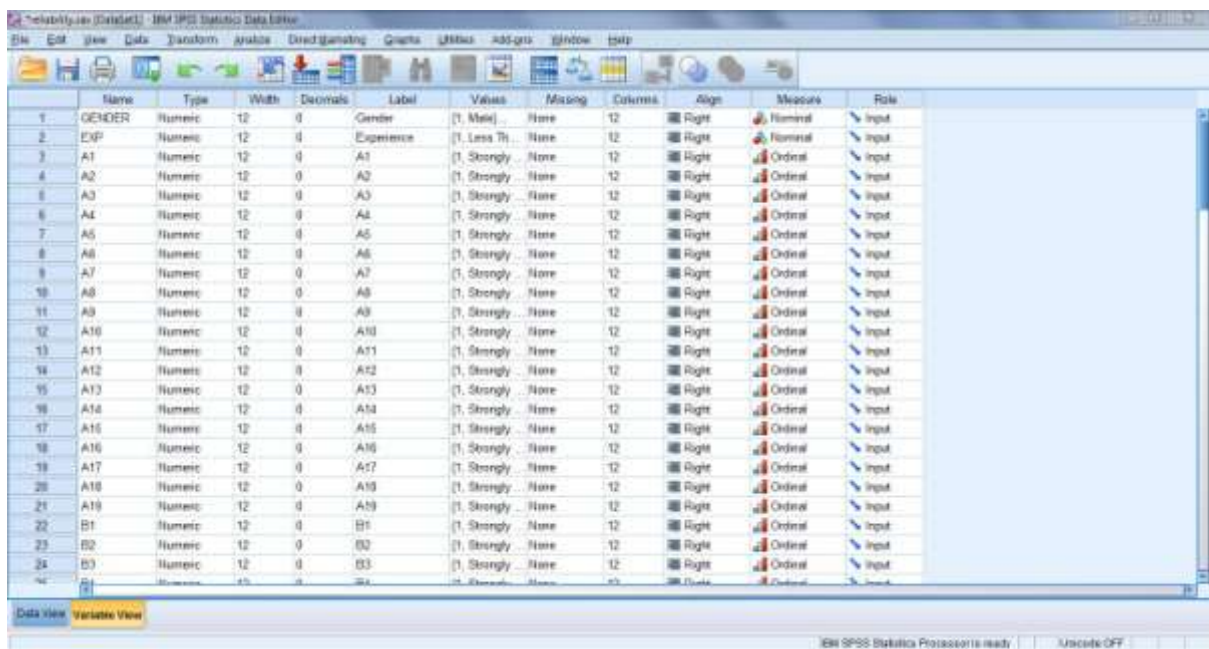 *reliability.sav [DataSet1] - IBM SPSS Statistics Data Editor
File Edit View Data Transform Analyze Direct Marketing Graphs Utilities Add-ons Window Help
Name Type Width Decimals Label Values Missing Columns Align Measure Role
1 GENDER Numeric 12 0 Gender {1, Male}... None 12 Right Nominal Input
2 EXP Numeric 12 0 Experience {1, Less Th... None 12 Right Nominal Input
3 A1 Numeric 12 0 A1 {1, Strongly ... None 12 Right Ordinal Input
4 A2 Numeric 12 0 A2 {1, Strongly ... None 12 Right Ordinal Input
5 A3 Numeric 12 0 A3 {1, Strongly ... None 12 Right Ordinal Input
6 A4 Numeric 12 0 A4 {1, Strongly ... None 12 Right Ordinal Input
7 A5 Numeric 12 0 A5 {1, Strongly ... None 12 Right Ordinal Input
8 A6 Numeric 12 0 A6 {1, Strongly ... None 12 Right Ordinal Input
9 A7 Numeric 12 0 A7 {1, Strongly ... None 12 Right Ordinal Input
10 A8 Numeric 12 0 A8 {1, Strongly ... None 12 Right Ordinal Input
11 A9 Numeric 12 0 A9 {1, Strongly ... None 12 Right Ordinal Input
12 A10 Numeric 12 0 A10 {1, Strongly ... None 12 Right Ordinal Input
13 A11 Numeric 12 0 A11 {1, Strongly ... None 12 Right Ordinal Input
14 A12 Numeric 12 0 A12 {1, Strongly ... None 12 Right Ordinal Input
15 A13 Numeric 12 0 A13 {1, Strongly ... None 12 Right Ordinal Input
16 A14 Numeric 12 0 A14 {1, Strongly ... None 12 Right Ordinal Input
17 A15 Numeric 12 0 A15 {1, Strongly ... None 12 Right Ordinal Input
18 A16 Numeric 12 0 A16 {1, Strongly ... None 12 Right Ordinal Input
19 A17 Numeric 12 0 A17 {1, Strongly ... None 12 Right Ordinal Input
20 A18 Numeric 12 0 A18 {1, Strongly ... None 12 Right Ordinal Input
21 A19 Numeric 12 0 A19 {1, Strongly ... None 12 Right Ordinal Input
22 B1 Numeric 12 0 B1 {1, Strongly ... None 12 Right Ordinal Input
23 B2 Numeric 12 0 B2 {1, Strongly ... None 12 Right Ordinal Input
24 B3 Numeric 12 0 B3 {1, Strongly ... None 12 Right Ordinal Input
Data View Variable View
IBM SPSS Statistics Processor is ready Unicode:OFF